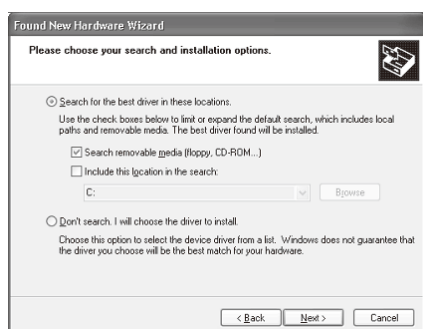 Found New Hardware Wizard
Please choose your search and installation options.
Search for the best driver in these locations.
Use the check boxes below to limit or expand the default search, which includes local
paths and removable media. The best driver found will be installed.
Search removable media (floppy, CD-ROM...)
Include this location in the search:
C:
Browse
Don't search. I will choose the driver to install.
Choose this option to select the device driver from a list. Windows does not guarantee that
the driver you choose will be the best match for your hardware.
< Back
Next >
Cancel